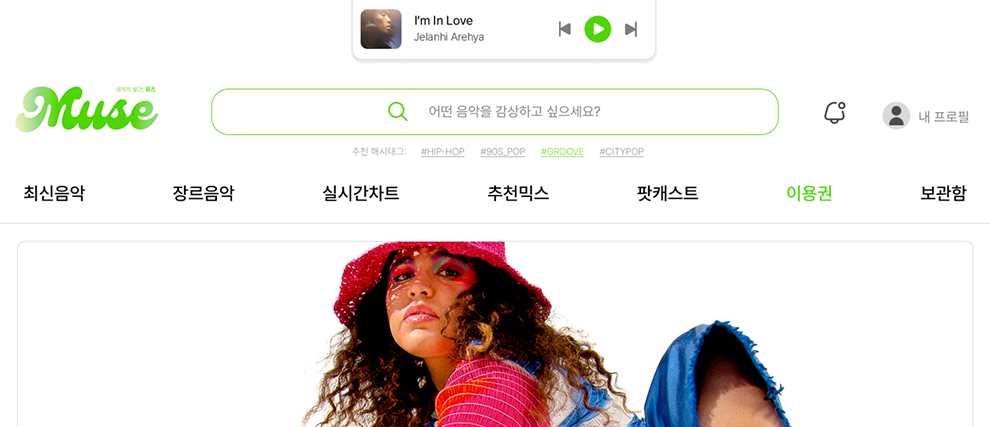 I'm In Love
Jelanhi Arehya
음악의 발견, 뮤즈
Muse
어떤 음악을 감상하고 싶으세요?
내 프로필
추천 해시태그: #HIP-HOP #90S_POP #GROOVE #CITYPOP
최신음악 장르음악 실시간차트 추천믹스 팟캐스트 이용권 보관함